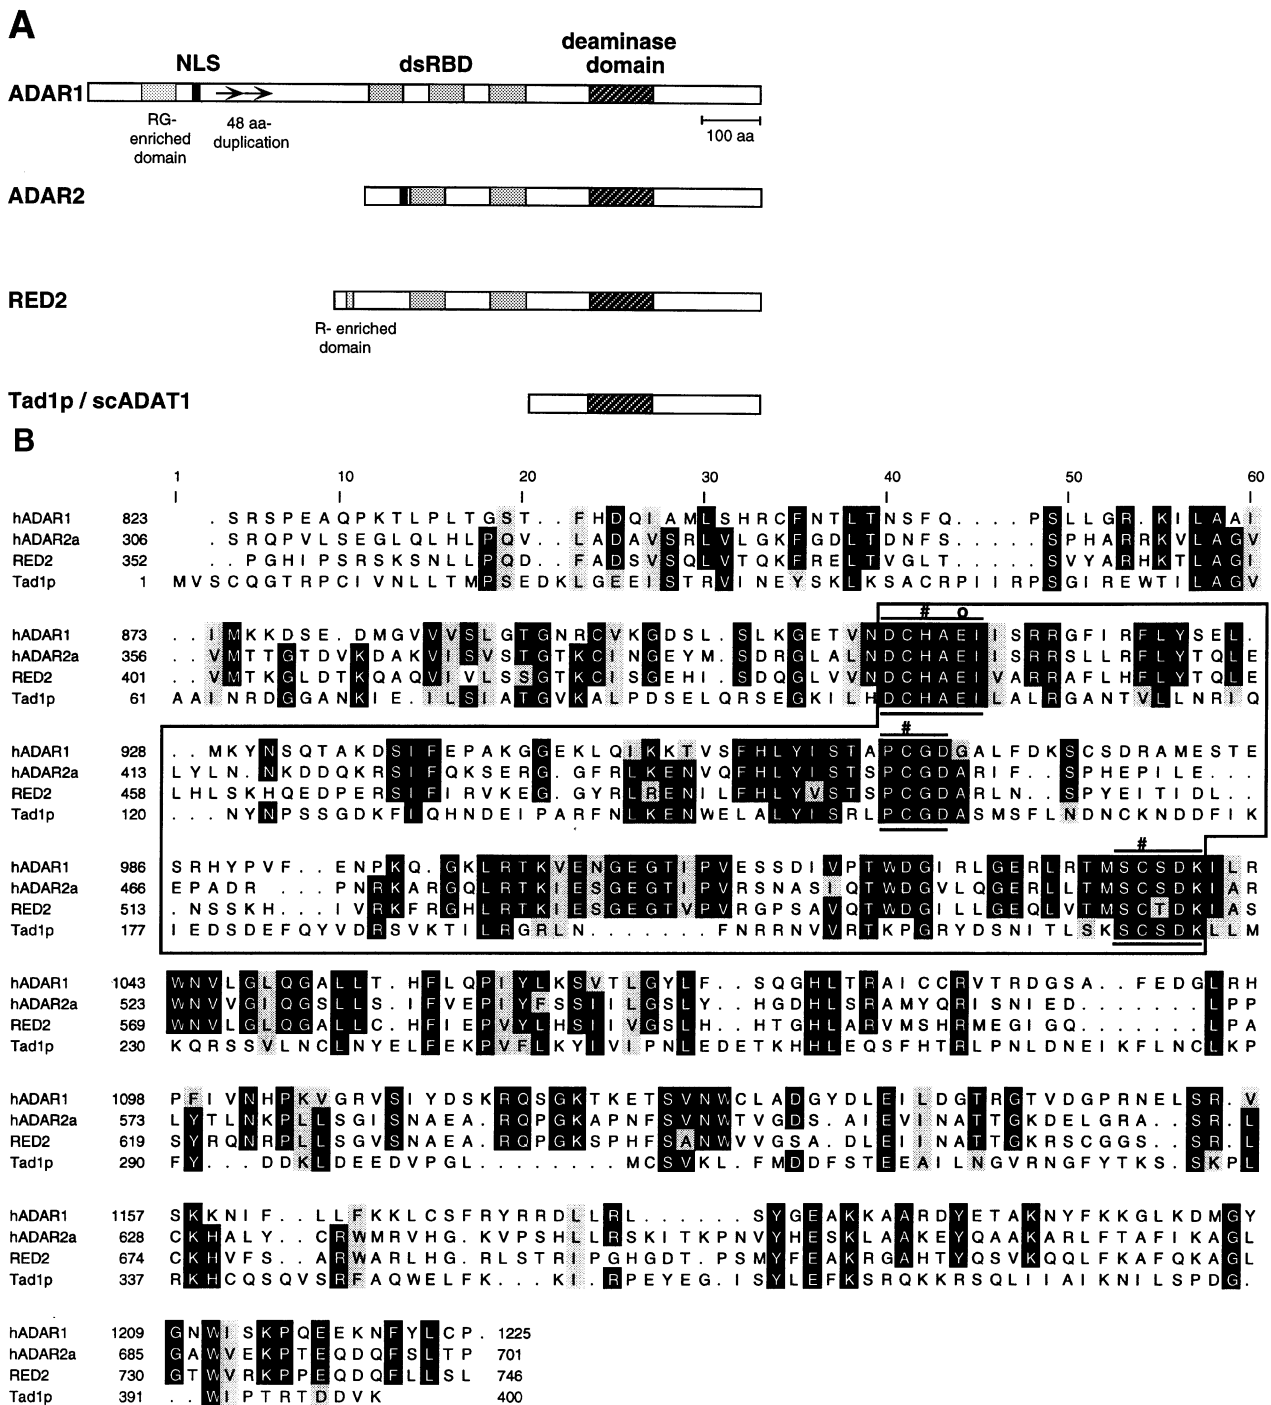 A
NLS
dsRBD
deaminase
domain
ADAR1
RG-
enriched
domain
48 aa-
duplication
100 aa
ADAR2
RED2
R- enriched
domain
Tad1p / scADAT1
B
1 10 20 30 40 50 60
hADAR1 823 . S R S P E A Q P K T L P L T G S T . . F H D Q I A M L S H R C F N T L T N S F Q . . . . P S L L G R . K I L A A I
hADAR2a 306 . S R Q P V L S E G L Q L H L P Q V . . L A D A V S R L V L G K F G D L T D N F S . . . . S P H A R R K V L A G V
RED2 352 . P G H I P S R S K S N L L P Q D . . F A D S V S Q L V T Q K F R E L T V G L T . . . . S V Y A R H K T L A G I
Tad1p 1 M V S C Q G T R P C I V N L L T M P S E D K L G E E I S T R V I N E Y S K L K S A C R P I I R P S G I R E W T I L A G V
# o
hADAR1 873 . . I M K K D S E . D M G V V V S L G T G N R C V K G D S L . S L K G E T V N D C H A E I I S R R G F I R F L Y S E L .
hADAR2a 356 . . V M T T G T D V K D A K V I S V S T G T K C I N G E Y M . S D R G L A L N D C H A E I I S R R S L L R F L Y T Q L E
RED2 401 . . V M T K G L D T K Q A Q V I V L S S G T K C I S G E H I . S D Q G L V V N D C H A E I V A R R A F L H F L Y T Q L E
Tad1p 61 A A I N R D G G A N K I E . I L S I A T G V K A L P D S E L Q R S E G K I L H D C H A E I L A L R G A N T V L L N R I Q
#
hADAR1 928 . . M K Y N S Q T A K D S I F E P A K G G E K L Q I K K T V S F H L Y I S T A P C G D G A L F D K S C S D R A M E S T E
hADAR2a 413 L Y L N . N K D D Q K R S I F Q K S E R G . G F R L K E N V Q F H L Y I S T S P C G D A R I F . . S P H E P I L E . . .
RED2 458 L H L S K H Q E D P E R S I F I R V K E G . G Y R L R E N I L F H L Y V S T S P C G D A R L N . . S P Y E I T I D L . .
Tad1p 120 . . . N Y N P S S G D K F I Q H N D E I P A R F N L K E N W E L A L Y I S R L P C G D A S M S F L N D N C K N D D F I K
#
hADAR1 986 S R H Y P V F . . E N P K Q . G K L R T K V E N G E G T I P V E S S D I V P T W D G I R L G E R L R T M S C S D K I L R
hADAR2a 466 E P A D R . . . P N R K A R G Q L R T K I E S G E G T I P V R S N A S I Q T W D G V L Q G E R L L T M S C S D K I A R
RED2 513 . N S S K H . . . I V R K F R G H L R T K I E S G E G T V P V R G P S A V Q T W D G I L L G E Q L V T M S C T D K I A S
Tad1p 177 I E D S D E F Q Y V D R S V K T I L R G R L N . . . . . . . F N R R N V V R T K P G R Y D S N I T L S K S C S D K L L M
hADAR1 1043 W N V L G L Q G A L L T . H F L Q P I Y L K S V T L G Y L F . . S Q G H L T R A I C C R V T R D G S A . . F E D G L R H
hADAR2a 523 W N V V G I Q G S L L S . I F V E P I Y F S S I I L G S L Y . . H G D H L S R A M Y Q R I S N I E D . . . . . . . L P P
RED2 569 W N V L G L Q G A L L C . H F I E P V Y L H S I I V G S L H . . H T G H L A R V M S H R M E G I G Q . . . . . . . L P A
Tad1p 230 K Q R S S V L N C L N Y E L F E K P V F L K Y I V I P N L E D E T K H H L E Q S F H T R L P N L D N E I K F L N C L K P
hADAR1 1098 P F I V N H P K V G R V S I Y D S K R Q S G K T K E T S V N W C L A D G Y D L E I L D G T R G T V D G P R N E L S R . V
hADAR2a 573 L Y T L N K P L L S G I S N A E A . R Q P G K A P N F S V N W T V G D S . A I E V I N A T T G K D E L G R A . . S R . L
RED2 619 S Y R Q N R P L L S G V S N A E A . R Q P G K S P H F S A N W V V G S A . D L E I I N A T T G K R S C G G S . . S R . L
Tad1p 290 F Y . . . D D K L D E E D V P G L . . . . . . . . M C S V K L . F M D D F S T E E A I L N G V R N G F Y T K S . S K P L
hADAR1 1157 S K K N I F . . L L F K K L C S F R Y R R D L L R L . . . . . . S Y G E A K K A A R D Y E T A K N Y F K K G L K D M G Y
hADAR2a 628 C K H A L Y . . C R W M R V H G . K V P S H L L R S K I T K P N V Y H E S K L A A K E Y Q A A K A R L F T A F I K A G L
RED2 674 C K H V F S . . A R W A R L H G . R L S T R I P G H G D T . P S M Y F E A K R G A H T Y Q S V K Q Q L F K A F Q K A G L
Tad1p 337 R K H C Q S Q V S R F A Q W E L F K . . . K I . R P E Y E G . I S Y L E F K S R Q K K R S Q L I I A I K N I L S P D G .
hADAR1 1209 G N W I S K P Q E E K N F Y L C P . 1225
hADAR2a 685 G A W V E K P T E Q D Q F S L T P 701
RED2 730 G T W V R K P P E Q D Q F L L S L 746
Tad1p 391 . . W I P T R T D D V K 400